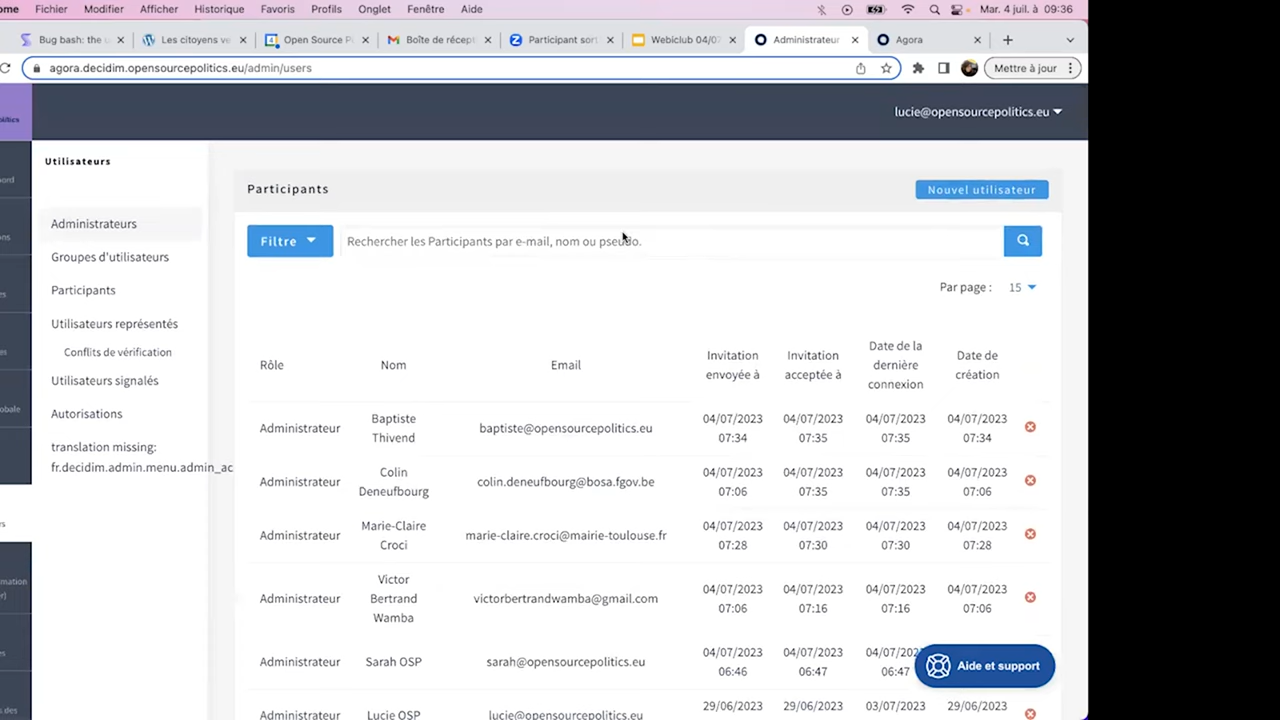 ome Fichier Modifier Afficher Historique Favoris Profils Onglet Fenêtre Aide Mar. 4 juil. à 09:36
Bug bash: the u Les citoyens ve Open Source P Boîte de récept Participant sort Webiclub 04/07 Administrateur Agora
agora.decidim.opensourcepolitics.eu/admin/users Mettre à jour
lucie@opensourcepolitics.eu
Utilisateurs
Administrateurs
Groupes d'utilisateurs
Participants
Utilisateurs représentés
Conflits de vérification
Utilisateurs signalés
Autorisations
translation missing:
fr.decidim.admin.menu.admin_ac
Participants Nouvel utilisateur
Filtre Rechercher les Participants par e-mail, nom ou pseudo.
Par page : 15
Rôle Nom Email Invitation envoyée à Invitation acceptée à Date de la dernière connexion Date de création
Administrateur Baptiste Thivend baptiste@opensourcepolitics.eu 04/07/2023 07:34 04/07/2023 07:35 04/07/2023 07:35 04/07/2023 07:34
Administrateur Colin Deneufbourg colin.deneufbourg@bosa.fgov.be 04/07/2023 07:06 04/07/2023 07:35 04/07/2023 07:35 04/07/2023 07:06
Administrateur Marie-Claire Croci marie-claire.croci@mairie-toulouse.fr 04/07/2023 07:28 04/07/2023 07:30 04/07/2023 07:30 04/07/2023 07:28
Administrateur Victor Bertrand Wamba victorbertrandwamba@gmail.com 04/07/2023 07:06 04/07/2023 07:16 04/07/2023 07:16 04/07/2023 07:06
Administrateur Sarah OSP sarah@opensourcepolitics.eu 04/07/2023 06:46 04/07/2023 06:47 04/07/202 06:47
Administrateur Lucie OSP lucie@opensourcepolitics.eu 29/06/2023 29/06/2023 03/07/2023 29/06/2023
Aide et support